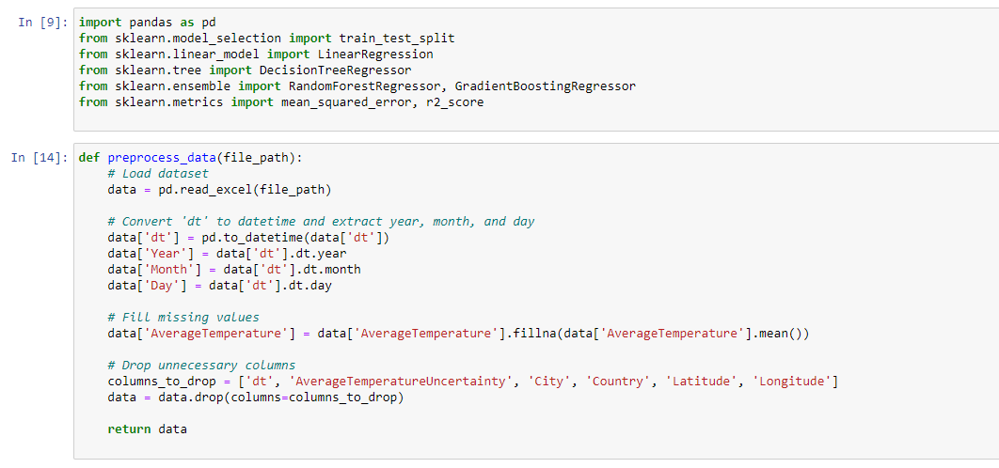 In [9]: import pandas as pd
from sklearn.model_selection import train_test_split
from sklearn.linear_model import LinearRegression
from sklearn.tree import DecisionTreeRegressor
from sklearn.ensemble import RandomForestRegressor, GradientBoostingRegressor
from sklearn.metrics import mean_squared_error, r2_score
In [14]: def preprocess_data(file_path):
    # Load dataset
    data = pd.read_excel(file_path)
    # Convert 'dt' to datetime and extract year, month, and day
    data['dt'] = pd.to_datetime(data['dt'])
    data['Year'] = data['dt'].dt.year
    data['Month'] = data['dt'].dt.month
    data['Day'] = data['dt'].dt.day
    # Fill missing values
    data['AverageTemperature'] = data['AverageTemperature'].fillna(data['AverageTemperature'].mean())
    # Drop unnecessary columns
    columns_to_drop = ['dt', 'AverageTemperatureUncertainty', 'City', 'Country', 'Latitude', 'Longitude']
    data = data.drop(columns=columns_to_drop)
    return data